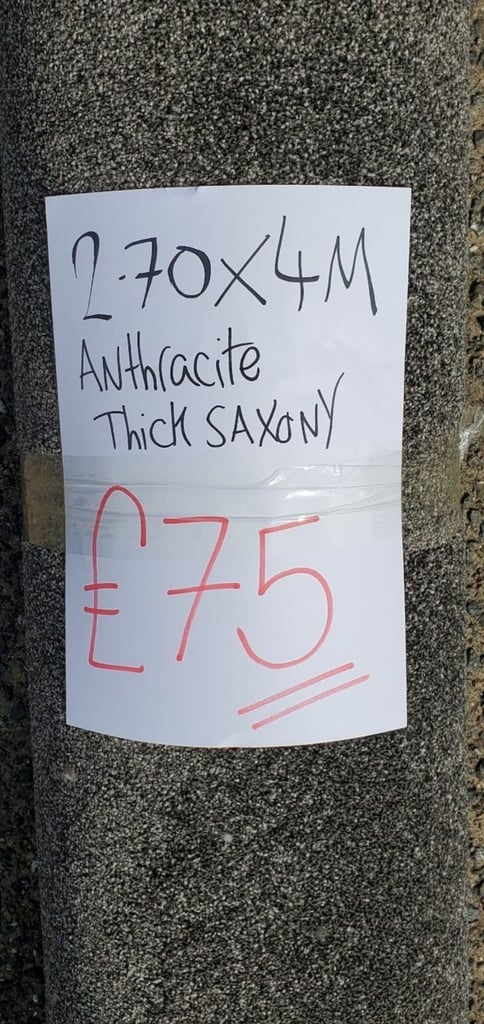 2.70x4M
Anthracite
Thick SAXONY
£75